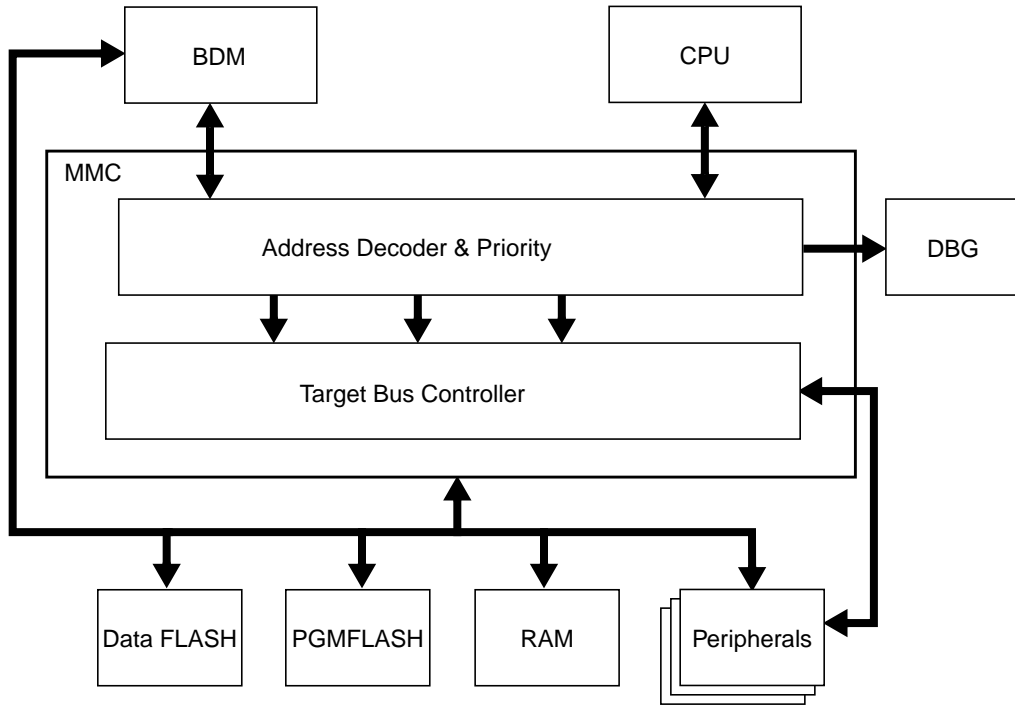 BDM
CPU
MMC
Address Decoder & Priority
DBG
Target Bus Controller
Data FLASH
PGMFLASH
RAM
Peripherals